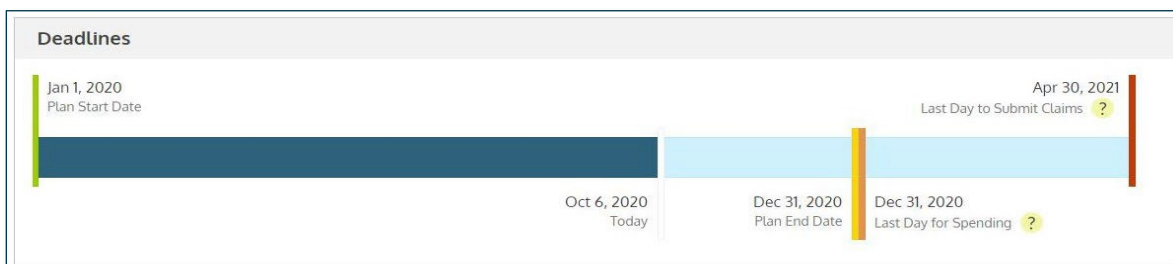 Deadlines
Jan 1, 2020
Plan Start Date
Apr 30, 2021
Last Day to Submit Claims ?
Oct 6, 2020
Today
Dec 31, 2020
Plan End Date
Dec 31, 2020
Last Day for Spending ?